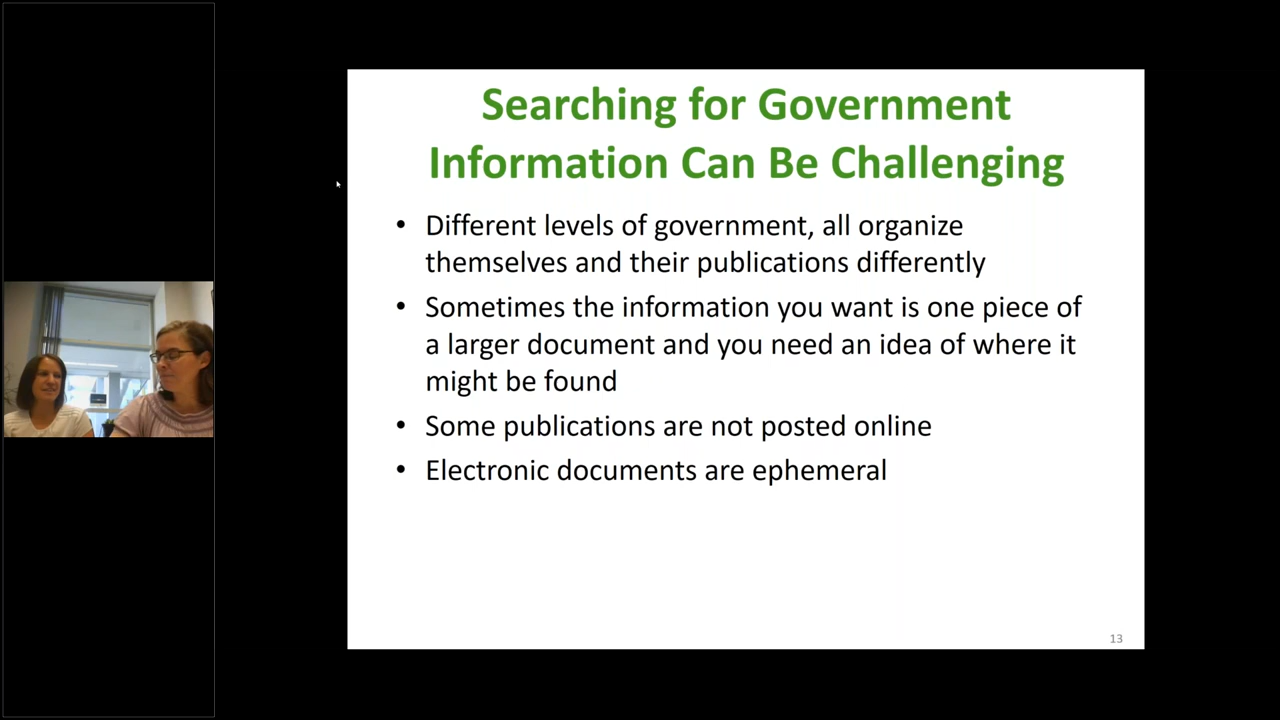 Searching for Government
Information Can Be Challenging
• Different levels of government, all organize
themselves and their publications differently
• Sometimes the information you want is one piece of
a larger document and you need an idea of where it
might be found
• Some publications are not posted online
• Electronic documents are ephemeral
13